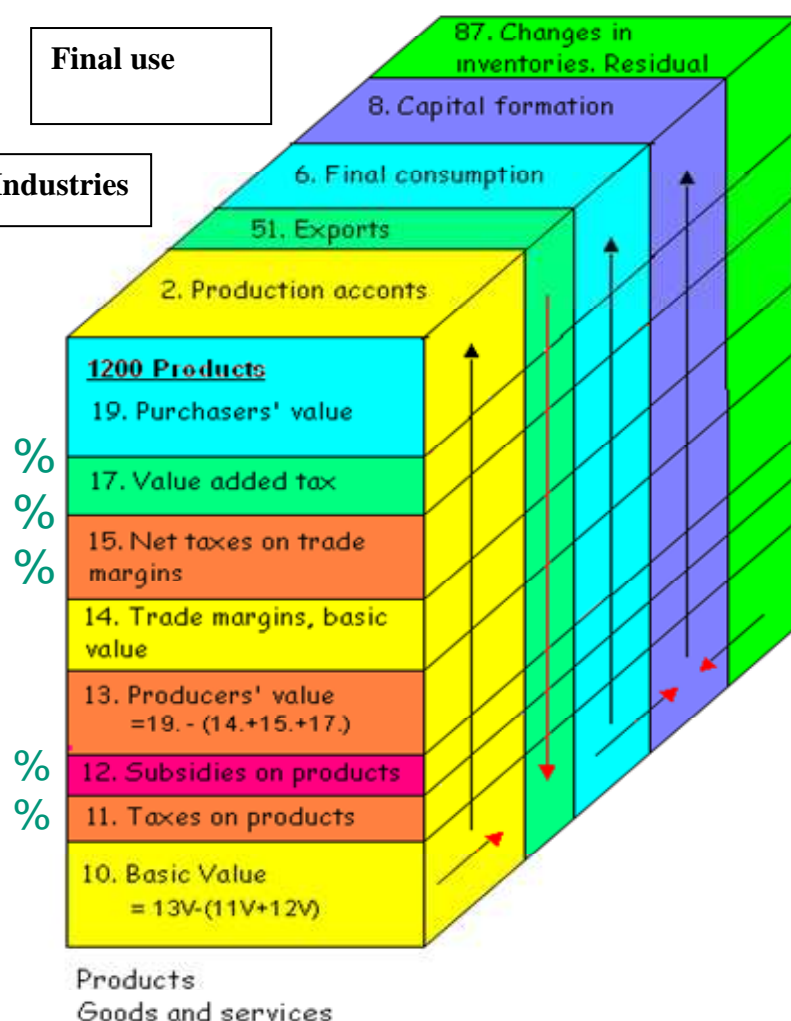 Final use
87. Changes in
inventories. Residual
8. Capital formation
Industries
6. Final consumption
51. Exports
2. Production acconts
1200 Products
19. Purchasers' value
%
17. Value added tax
%
15. Net taxes on trade
margins
%
14. Trade margins, basic
value
13. Producers' value
=19. - (14.+15.+17.)
%
12. Subsidies on products
%
11. Taxes on products
10. Basic Value
= 13V-(11V+12V)
Products
Goods and services